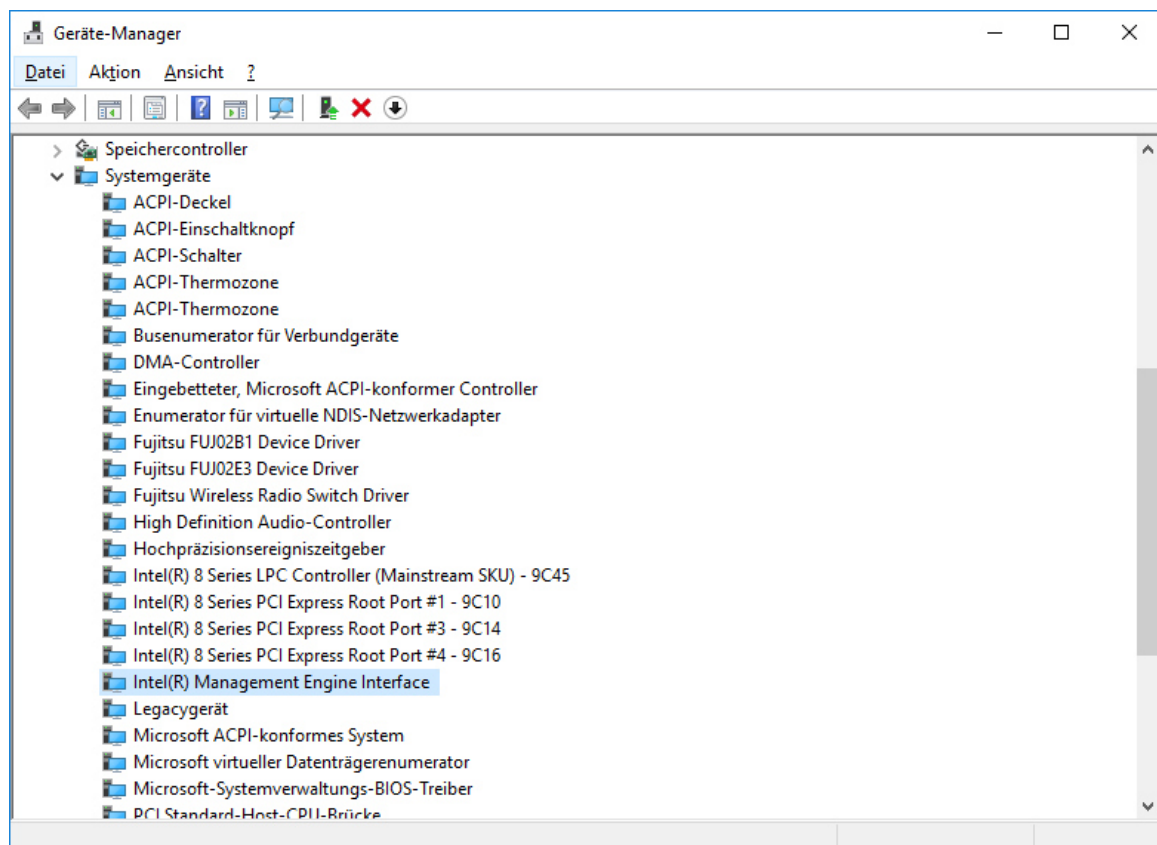 Geräte-Manager
Datei Aktion Ansicht ?
Speichercontroller
Systemgeräte
ACPI-Deckel
ACPI-Einschaltknopf
ACPI-Schalter
ACPI-Thermozone
ACPI-Thermozone
Busenumerator für Verbundgeräte
DMA-Controller
Eingebetteter, Microsoft ACPI-konformer Controller
Enumerator für virtuelle NDIS-Netzwerkadapter
Fujitsu FUJ02B1 Device Driver
Fujitsu FUJ02E3 Device Driver
Fujitsu Wireless Radio Switch Driver
High Definition Audio-Controller
Hochpräzisionsereigniszeitgeber
Intel(R) 8 Series LPC Controller (Mainstream SKU) - 9C45
Intel(R) 8 Series PCI Express Root Port #1 - 9C10
Intel(R) 8 Series PCI Express Root Port #3 - 9C14
Intel(R) 8 Series PCI Express Root Port #4 - 9C16
Intel(R) Management Engine Interface
Legacygerät
Microsoft ACPI-konformes System
Microsoft virtueller Datenträgerenumerator
Microsoft-Systemverwaltungs-BIOS-Treiber
PCI Standard-Host-CPU-Brücke